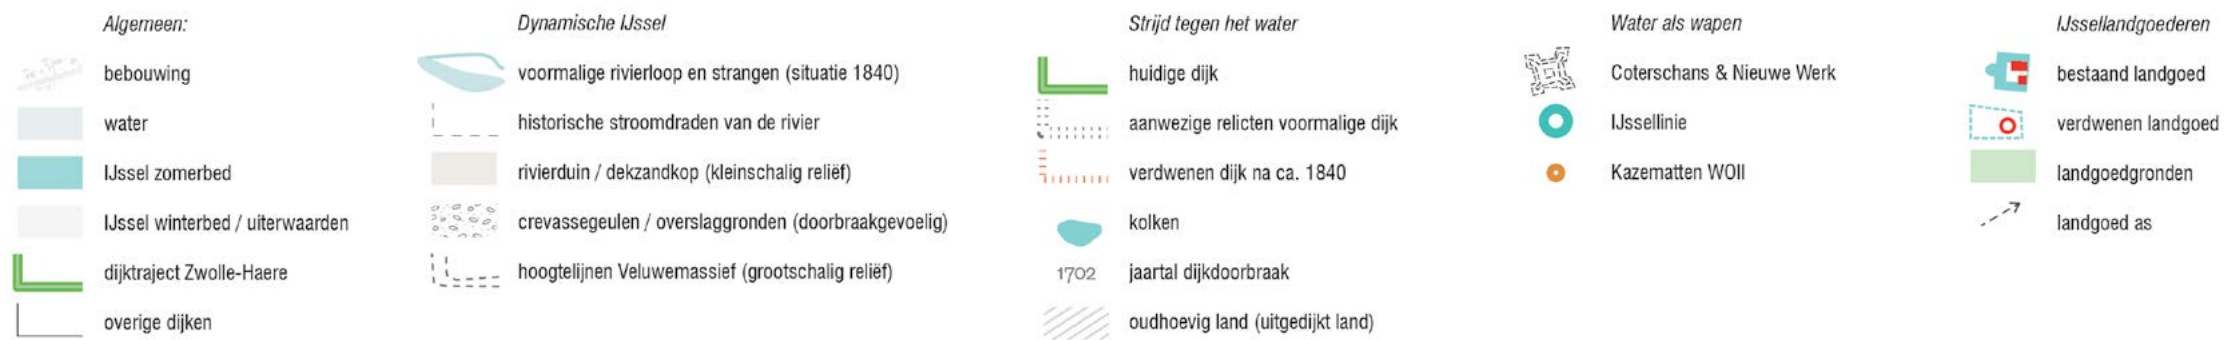 Algemeen:
bebouwing
water
IJssel zomerbed
IJssel winterbed / uiterwaarden
dijktraject Zwolle-Haere
overige dijken
Dynamische IJssel
voormalige rivierloop en strangen (situatie 1840)
historische stroomdraden van de rivier
rivierduin / dekzandkop (kleinschalig reliëf)
crevassegeulen / overslaggronden (doorbraakgevoelig)
hoogtelijnen Veluwemassief (grootschalig reliëf)
Strijd tegen het water
huidige dijk
aanwezige relicten voormalige dijk
verdwenen dijk na ca. 1840
kolken
1702 jaartal dijkdoorbraak
oudhoevig land (uitgedijkt land)
Water als wapen
Coterschans & Nieuwe Werk
IJssellinie
Kazematten WOII
IJssellandgoederen
bestaand landgoed
verdwenen landgoed
landgoedgronden
landgoed as